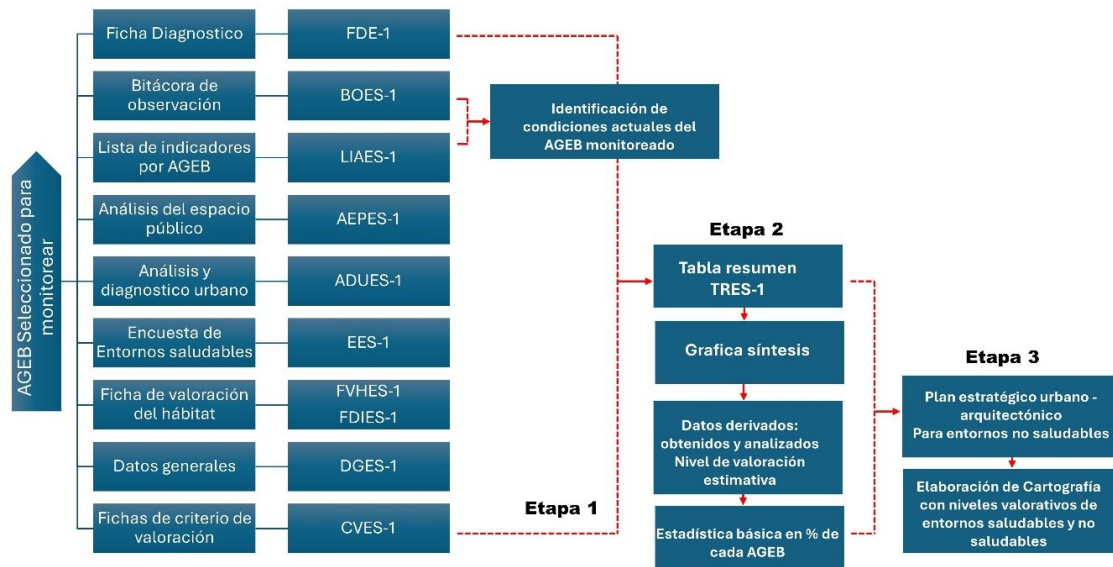 AGEB Seleccionado para
monitorear
Ficha Diagnostico
FDE-1
Bitácora de
observación
BOES-1
Lista de indicadores
por AGEB
LIAES-1
Análisis del espacio
público
AEPES-1
Análisis y
diagnostico urbano
ADUES-1
Encuesta de
Entornos saludables
EES-1
Ficha de valoración
del hábitat
FVHES-1
FDIES-1
Datos generales
DGES-1
Fichas de criterio de
valoración
CVES-1
Identificación de
condiciones actuales del
AGEB monitoreado
Etapa 1
Etapa 2
Tabla resumen
TRES-1
Grafica síntesis
Datos derivados:
obtenidos y analizados
Nivel de valoración
estimativa
Estadística básica en % de
cada AGEB
Etapa 3
Plan estratégico urbano -
arquitectónico
Para entornos no saludables
Elaboración de Cartografía
con niveles valorativos de
entornos saludables y no
saludables